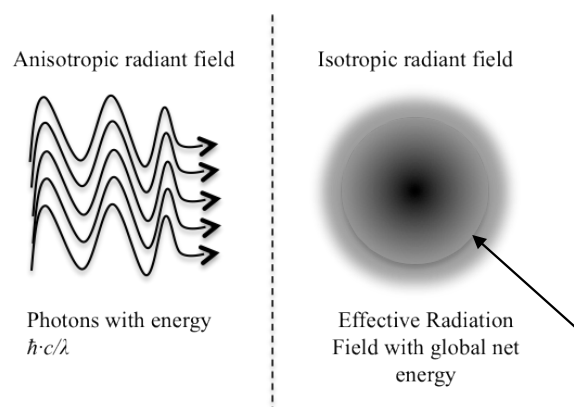 Anisotropic radiant field
Photons with energy
ħ·c/λ
Isotropic radiant field
Effective Radiation
Field with global net
energy